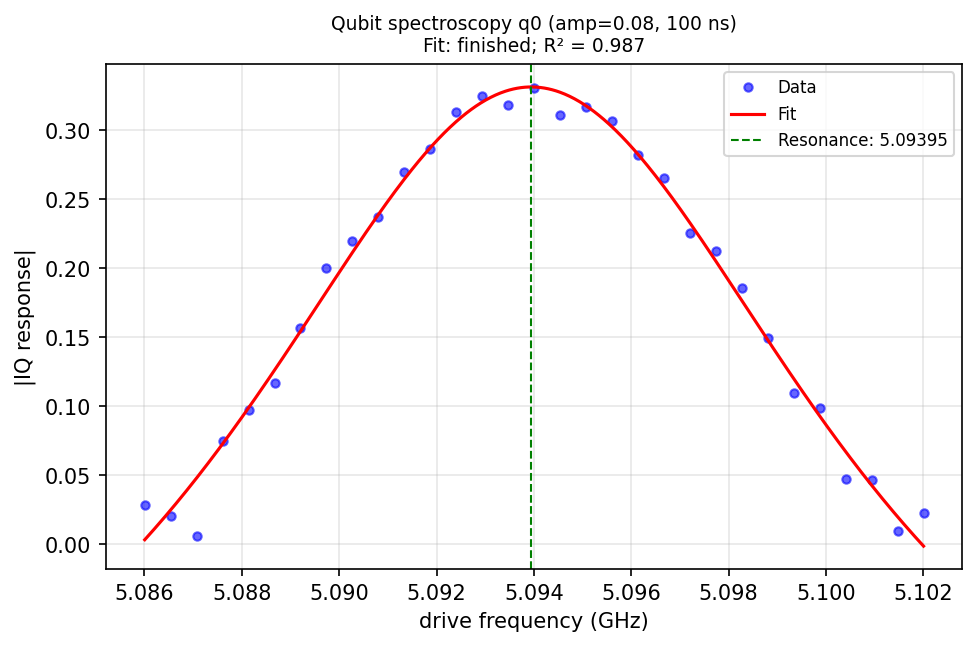 Qubit spectroscopy q0 (amp=0.08, 100 ns)
Fit: finished; R² = 0.987
|IQ response|
0.30
0.25
0.20
0.15
0.10
0.05
0.00
Data
Fit
Resonance: 5.09395
5.086 5.088 5.090 5.092 5.094 5.096 5.098 5.100 5.102
drive frequency (GHz)